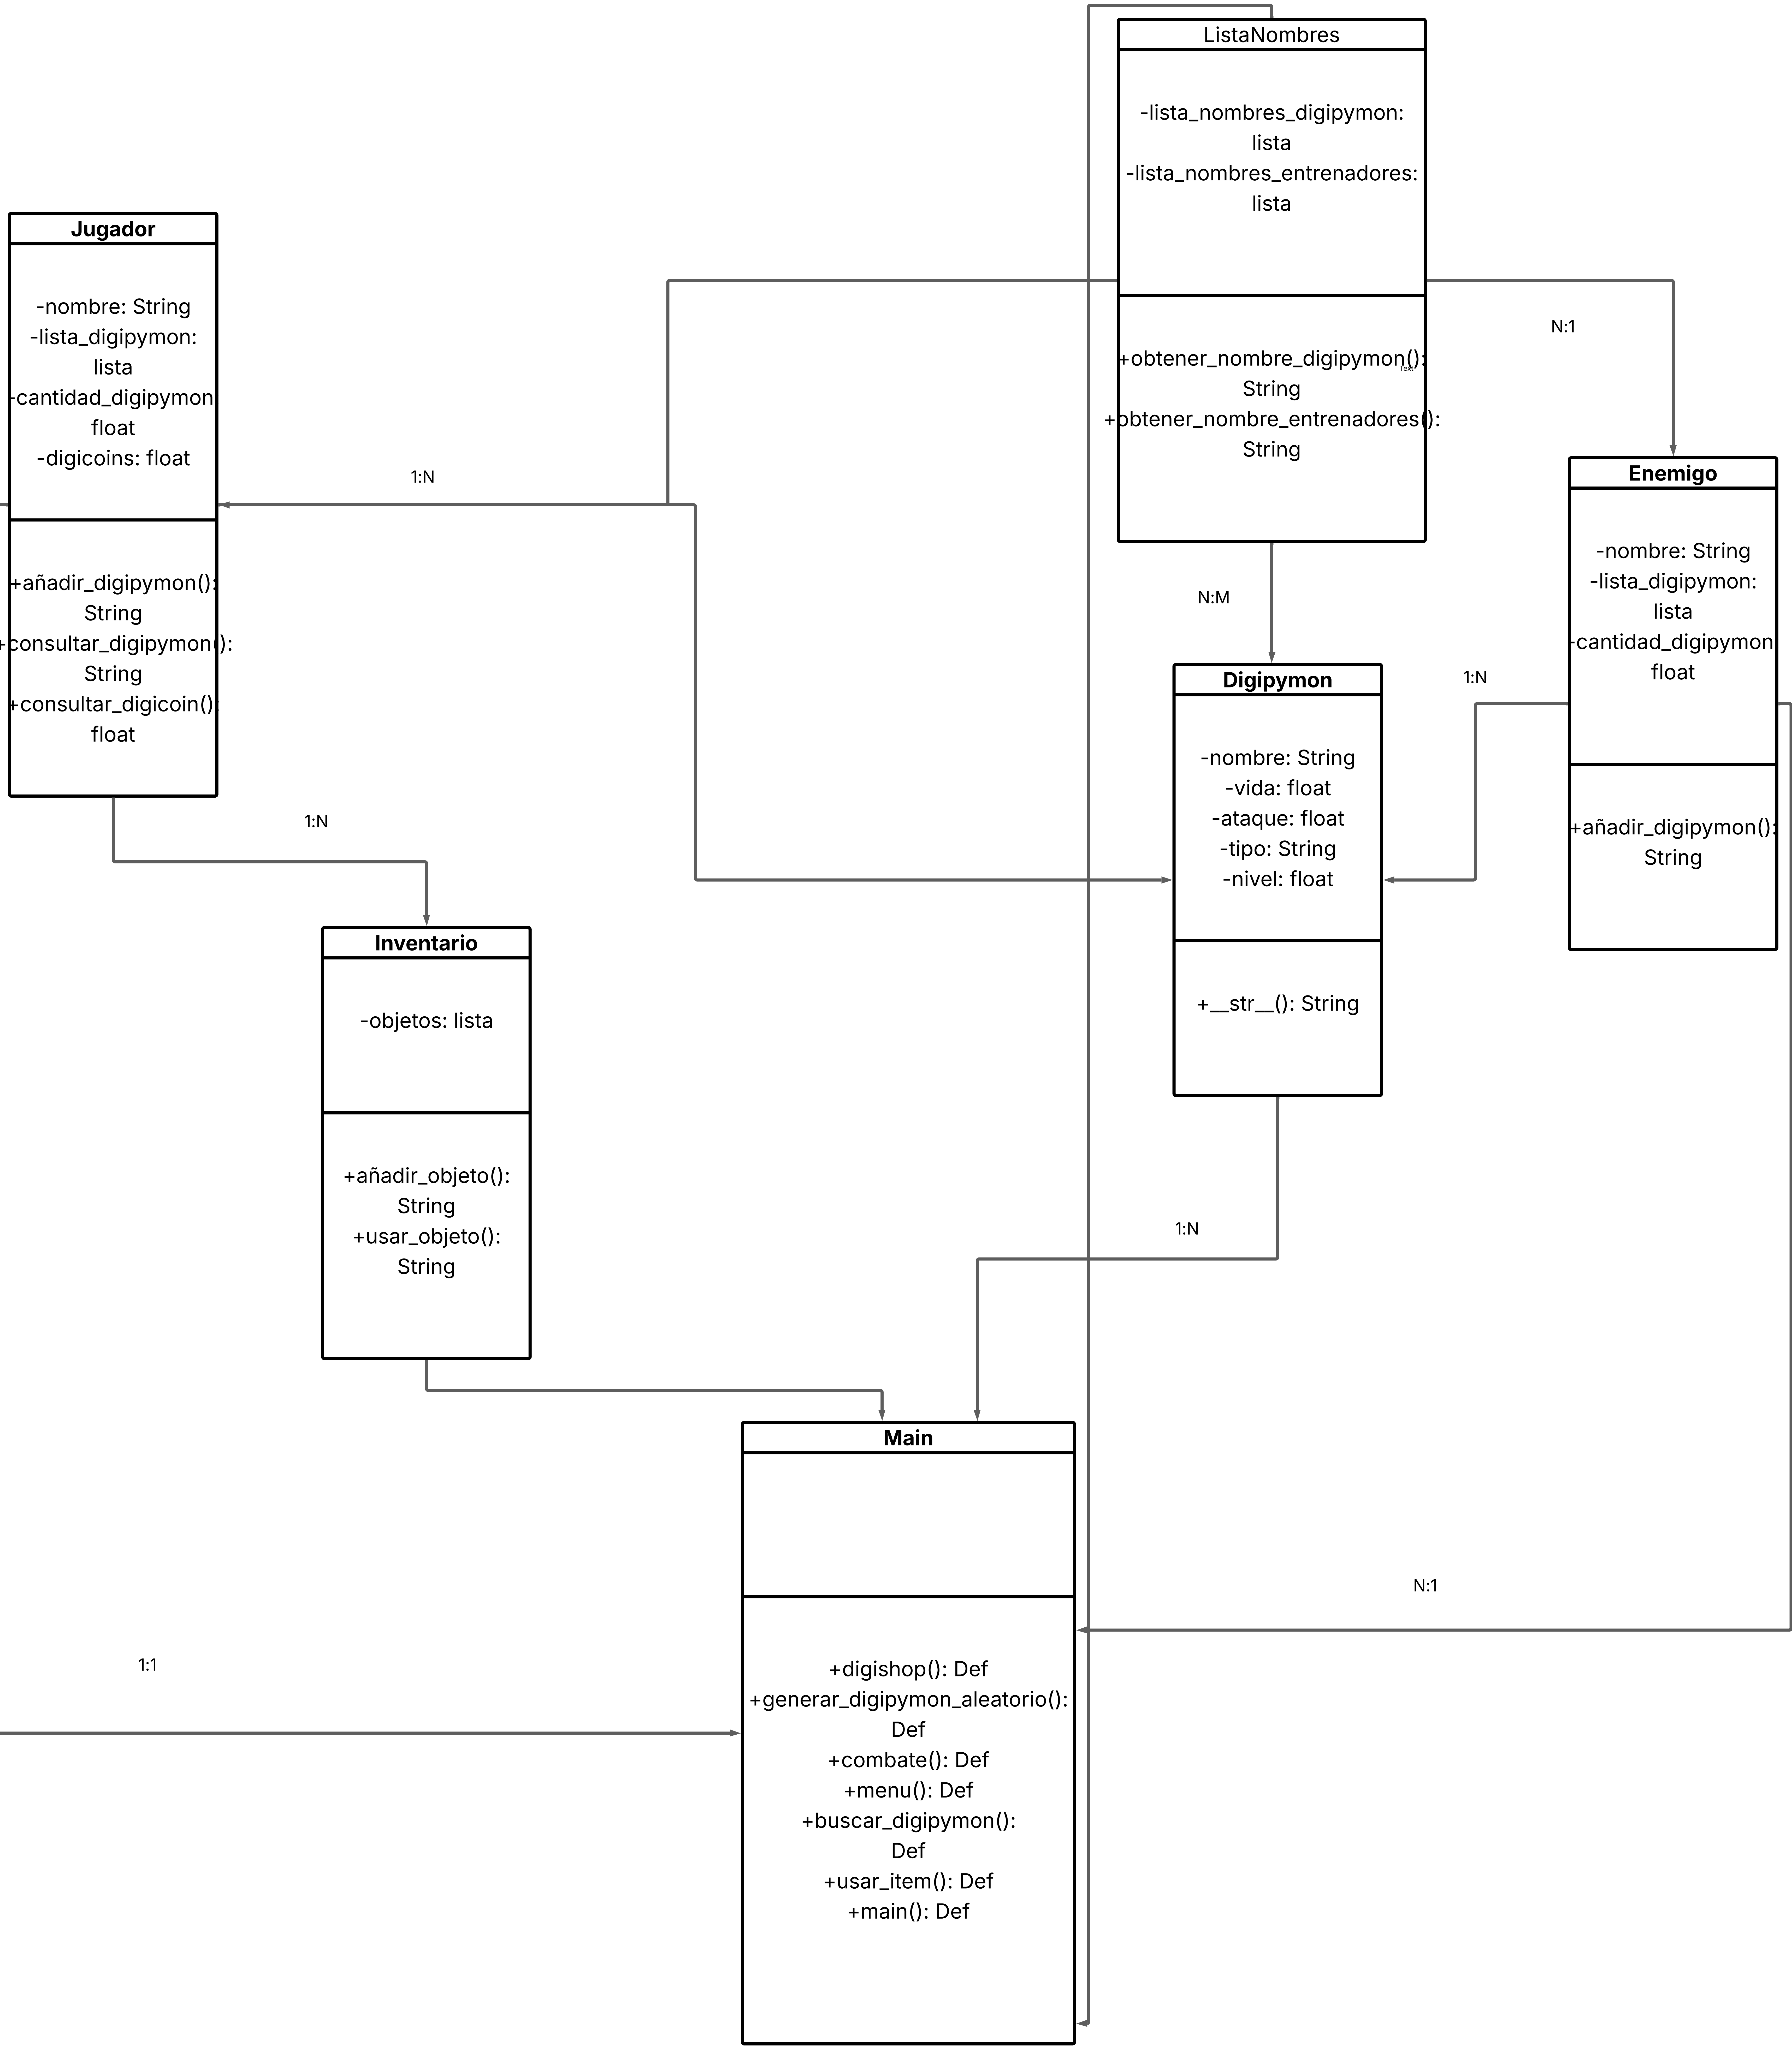 ListaNombres
-lista_nombres_digipymon:
lista
-lista_nombres_entrenadores:
lista
+obtener_nombre_digipymon():
Text
String
+obtener_nombre_entrenadores():
String
Jugador
-nombre: String
-lista_digipymon:
lista
-cantidad_digipymon
float
-digicoins: float
+añadir_digipymon():
String
+consultar_digipymon():
String
+consultar_digicoin()
float
1:N
N:1
Enemigo
-nombre: String
-lista_digipymon:
lista
-cantidad_digipymon
float
+añadir_digipymon():
String
N:M
1:N
Digipymon
-nombre: String
-vida: float
-ataque: float
-tipo: String
-nivel: float
+__str__(): String
1:N
Inventario
-objetos: lista
+añadir_objeto():
String
+usar_objeto():
String
1:N
Main
+digishop(): Def
+generar_digipymon_aleatorio():
Def
+combate(): Def
+menu(): Def
+buscar_digipymon():
Def
+usar_item(): Def
+main(): Def
N:1
1:1